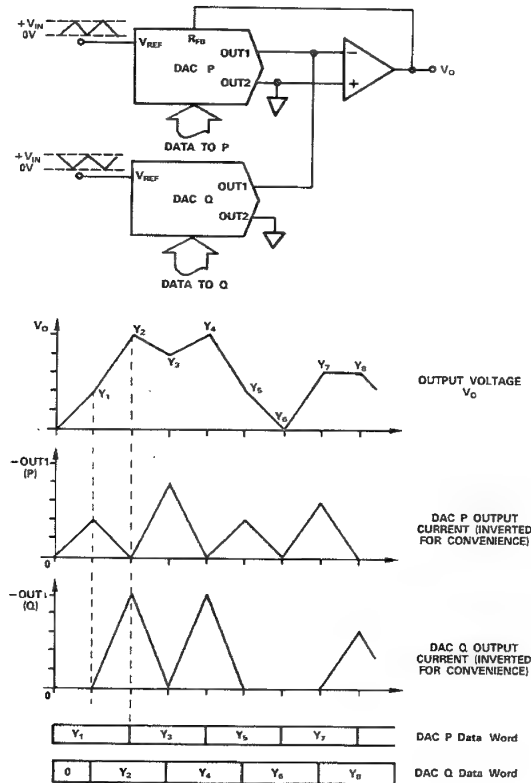 +VIN
0V
VREF
RFB
OUT1
DAC P
OUT2
−
+
VO
DATA TO P
+VIN
0V
VREF
OUT1
DAC Q
OUT2
DATA TO Q
VO
Y1
Y2
Y3
Y4
Y5
Y6
Y7
Y8
OUTPUT VOLTAGE
VO
−OUT1
(P)
0
DAC P OUTPUT
CURRENT (INVERTED
FOR CONVENIENCE)
−OUT1
(Q)
0
DAC Q OUTPUT
CURRENT (INVERTED
FOR CONVENIENCE)
Y1 Y3 Y5 Y7 DAC P Data Word
0 Y2 Y4 Y6 Y8 DAC Q Data Word